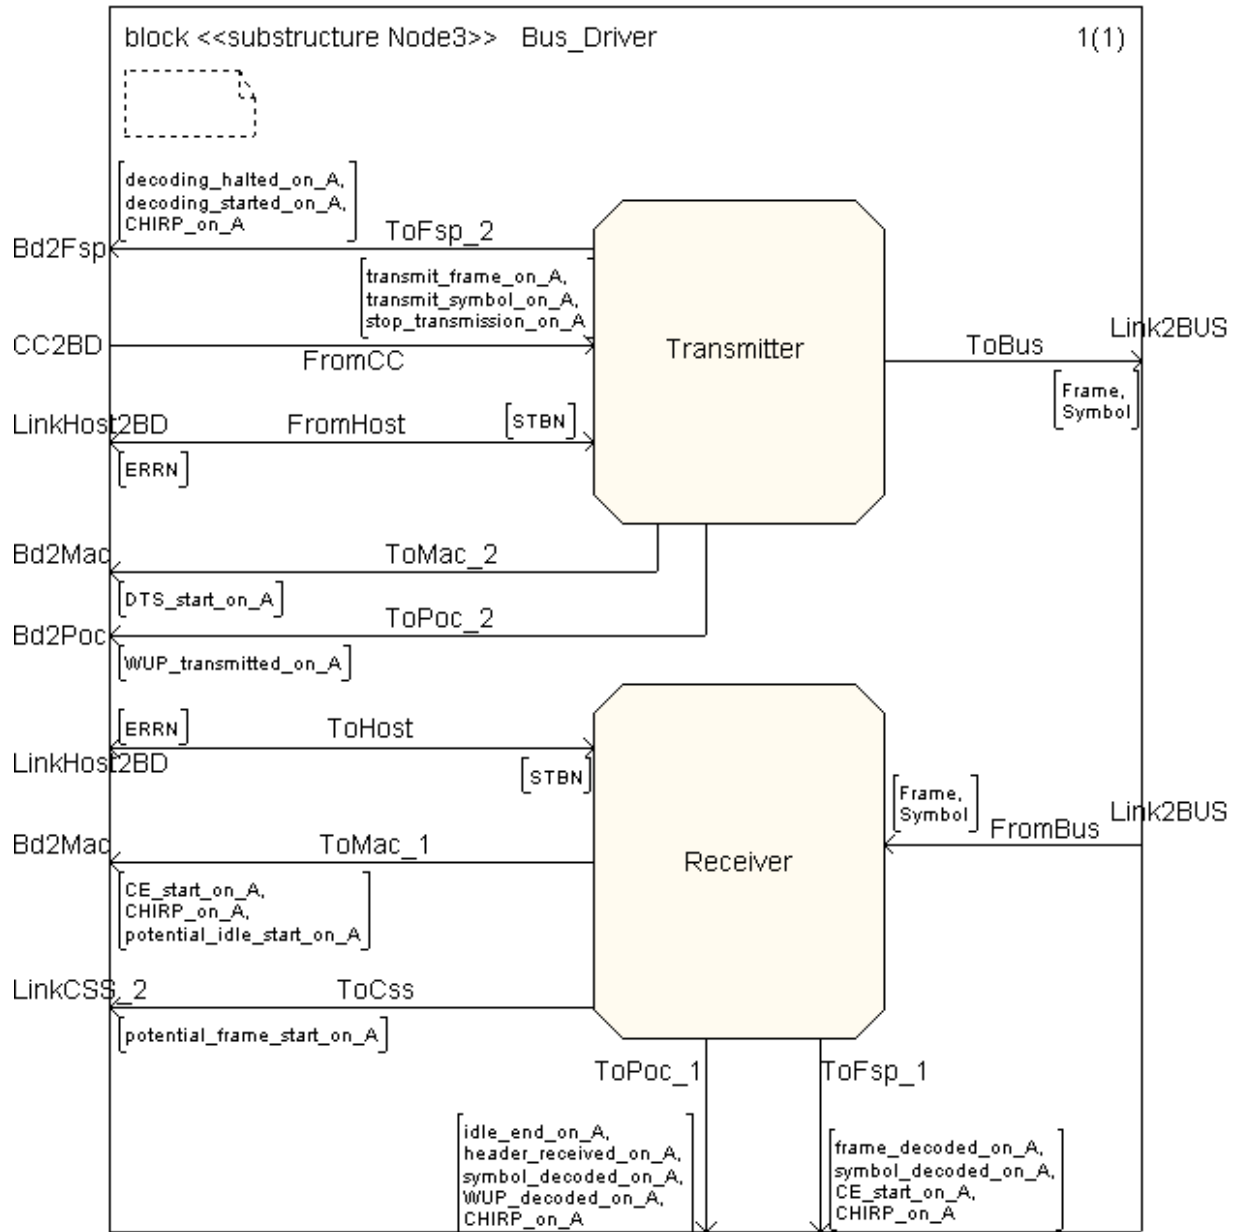 block <<substructure Node3>> Bus_Driver 1(1)
decoding_halted_on_A,
decoding_started_on_A,
CHIRP_on_A
Bd2Fsp
ToFsp_2
transmit_frame_on_A,
transmit_symbol_on_A,
stop_transmission_on_A
CC2BD
FromCC
Transmitter
ToBus
Link2BUS
Frame,
Symbol
LinkHost2BD
FromHost
STBN
ERRN
Bd2Mac
ToMac_2
DTS_start_on_A
Bd2Poc
ToPoc_2
WUP_transmitted_on_A
ERRN
ToHost
LinkHost2BD
STBN
Frame,
Symbol
FromBus
Link2BUS
Bd2Mac
ToMac_1
Receiver
CE_start_on_A,
CHIRP_on_A,
potential_idle_start_on_A
LinkCSS_2
ToCss
potential_frame_start_on_A
ToPoc_1
ToFsp_1
idle_end_on_A,
header_received_on_A,
symbol_decoded_on_A,
WUP_decoded_on_A,
CHIRP_on_A
frame_decoded_on_A,
symbol_decoded_on_A,
CE_start_on_A,
CHIRP_on_A